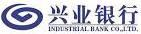 兴业银行
INDUSTRIAL BANK CO.,LTD.